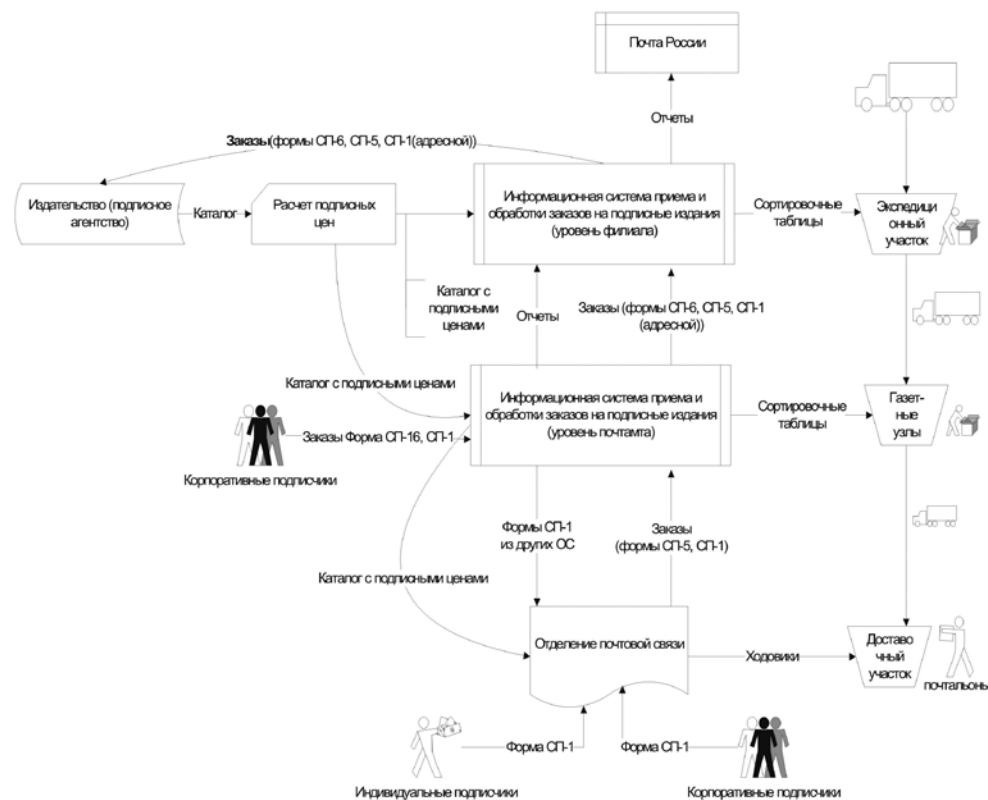 Почта России
Отчеты
Заказы(формы СП-6, СП-5, СП-1(адресной))
Издательство (подписное
агентство)
Каталог
Расчет подписных
цен
Информационная система приема и
обработки заказов на подписные издания
(уровень филиала)
Сортировочные
таблицы
Экспедици
онный
участок
Каталог с
подписными
ценами
Отчеты
Заказы (формы СП-6, СП-5, СП-1
(адресной))
Каталог с подписными ценами
Информационная система приема и
обработки заказов на подписные издания
(уровень почтамта)
Сортировочные
таблицы
Газет-
ные
узлы
Заказы Форма СП-16, СП-1
Корпоративные подписчики
Формы СП-1
из других ОС
Заказы
(формы СП-5, СП-1)
Каталог с подписными ценами
Отделение почтовой связи
Ходовики
Доставо
чный
участок
почтальоны
Форма СП-1
Форма СП-1
Индивидуальные подписчики
Корпоративные подписчики